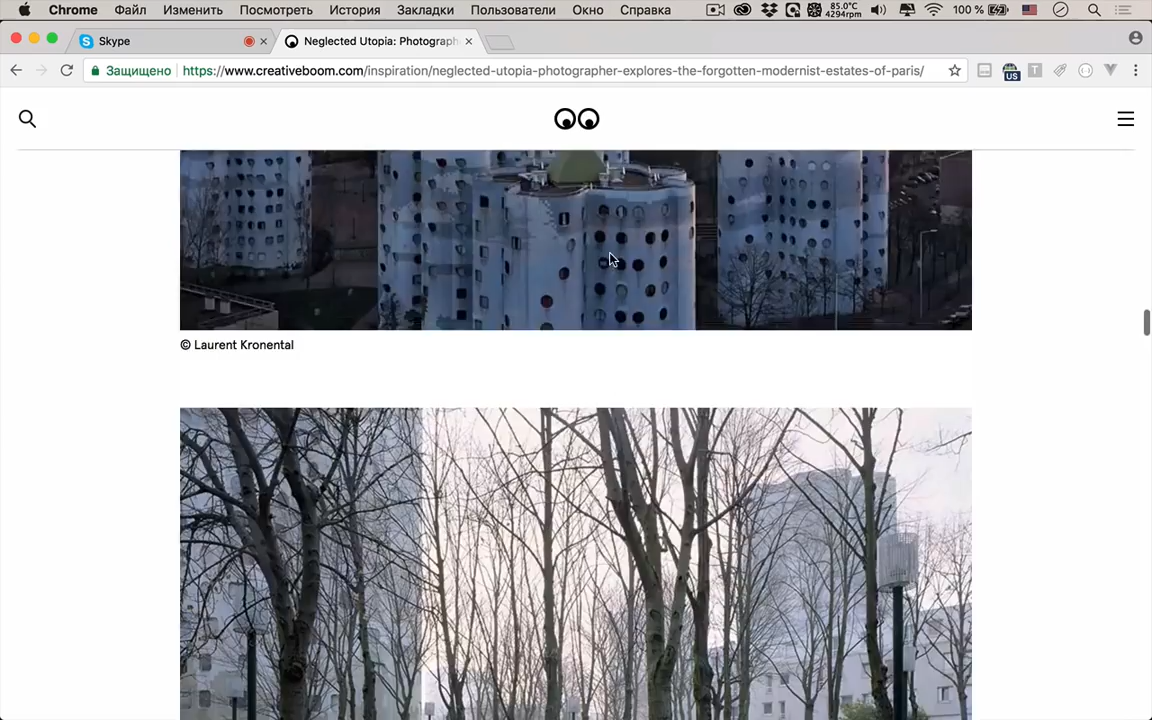 Chrome Файл Изменить Посмотреть История Закладки Пользователи Окно Справка 85.0°C 4294rpm 100 %
Skype Neglected Utopia: Photograph
Защищено https://www.creativeboom.com/inspiration/neglected-utopia-photographer-explores-the-forgotten-modernist-estates-of-paris/ US T
© Laurent Kronental